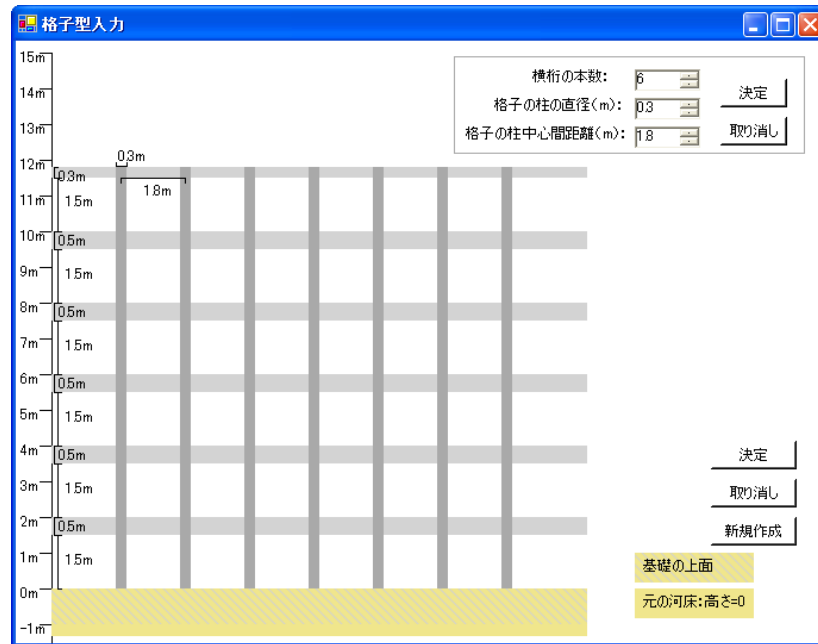 格子型入力
15m
14m
13m
12m
11m
10m
9m
8m
7m
6m
5m
4m
3m
2m
1m
0m
-1m
横桁の本数: 6
格子の柱の直径(m): 0.3
格子の柱中心間距離(m): 1.8
決定
取り消し
0.3m
1.8m
0.3m
1.5m
0.5m
1.5m
0.5m
1.5m
0.5m
1.5m
0.5m
1.5m
0.5m
1.5m
決定
取り消し
新規作成
基礎の上面
元の河床:高さ=0